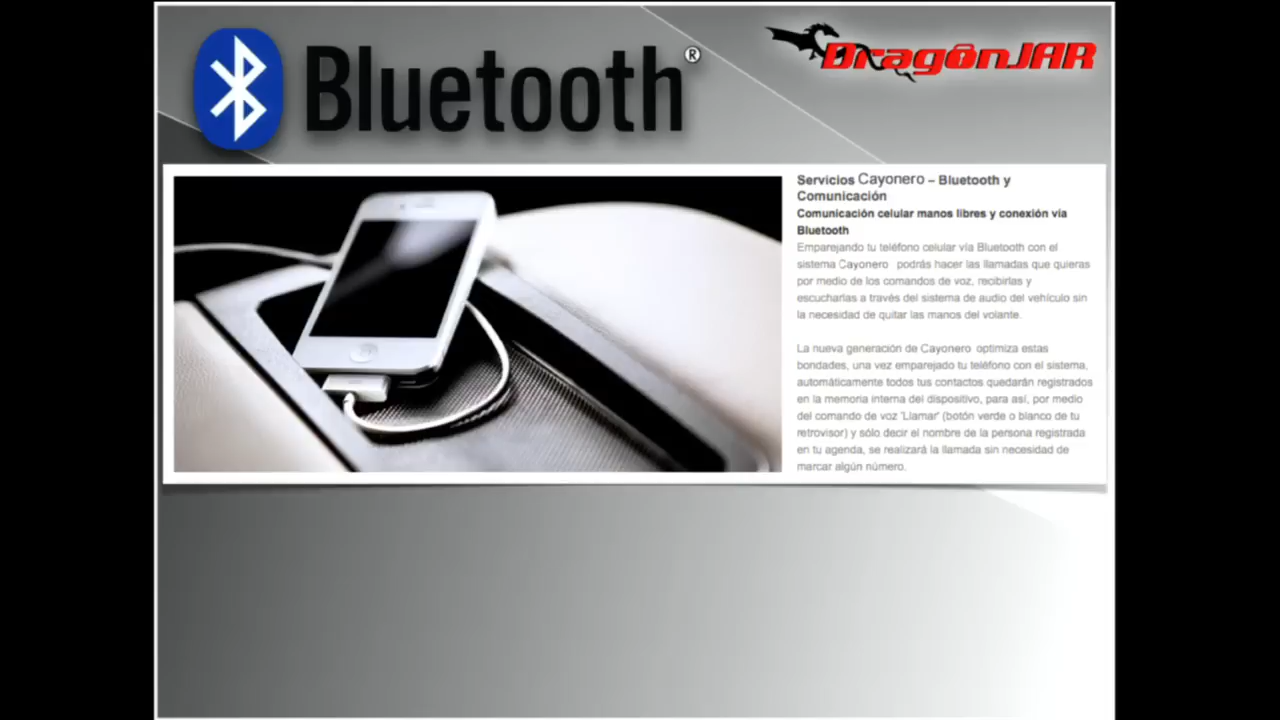 Bluetooth®
DragonJAR
Servicios Cayonero – Bluetooth y
Comunicación
Comunicación celular manos libres y conexión vía
Bluetooth
Emparejando tu teléfono celular vía Bluetooth con el
sistema Cayonero podrás hacer las llamadas que quieras
por medio de los comandos de voz, recibirlas y
escucharlas a través del sistema de audio del vehículo sin
la necesidad de quitar las manos del volante.
La nueva generación de Cayonero optimiza estas
bondades, una vez emparejado tu teléfono con el sistema,
automáticamente todos tus contactos quedarán registrados
en la memoria interna del dispositivo, para así, por medio
del comando de voz 'Llamar' (botón verde o blanco de tu
retrovisor) y sólo decir el nombre de la persona registrada
en tu agenda, se realizará la llamada sin necesidad de
marcar algún número.